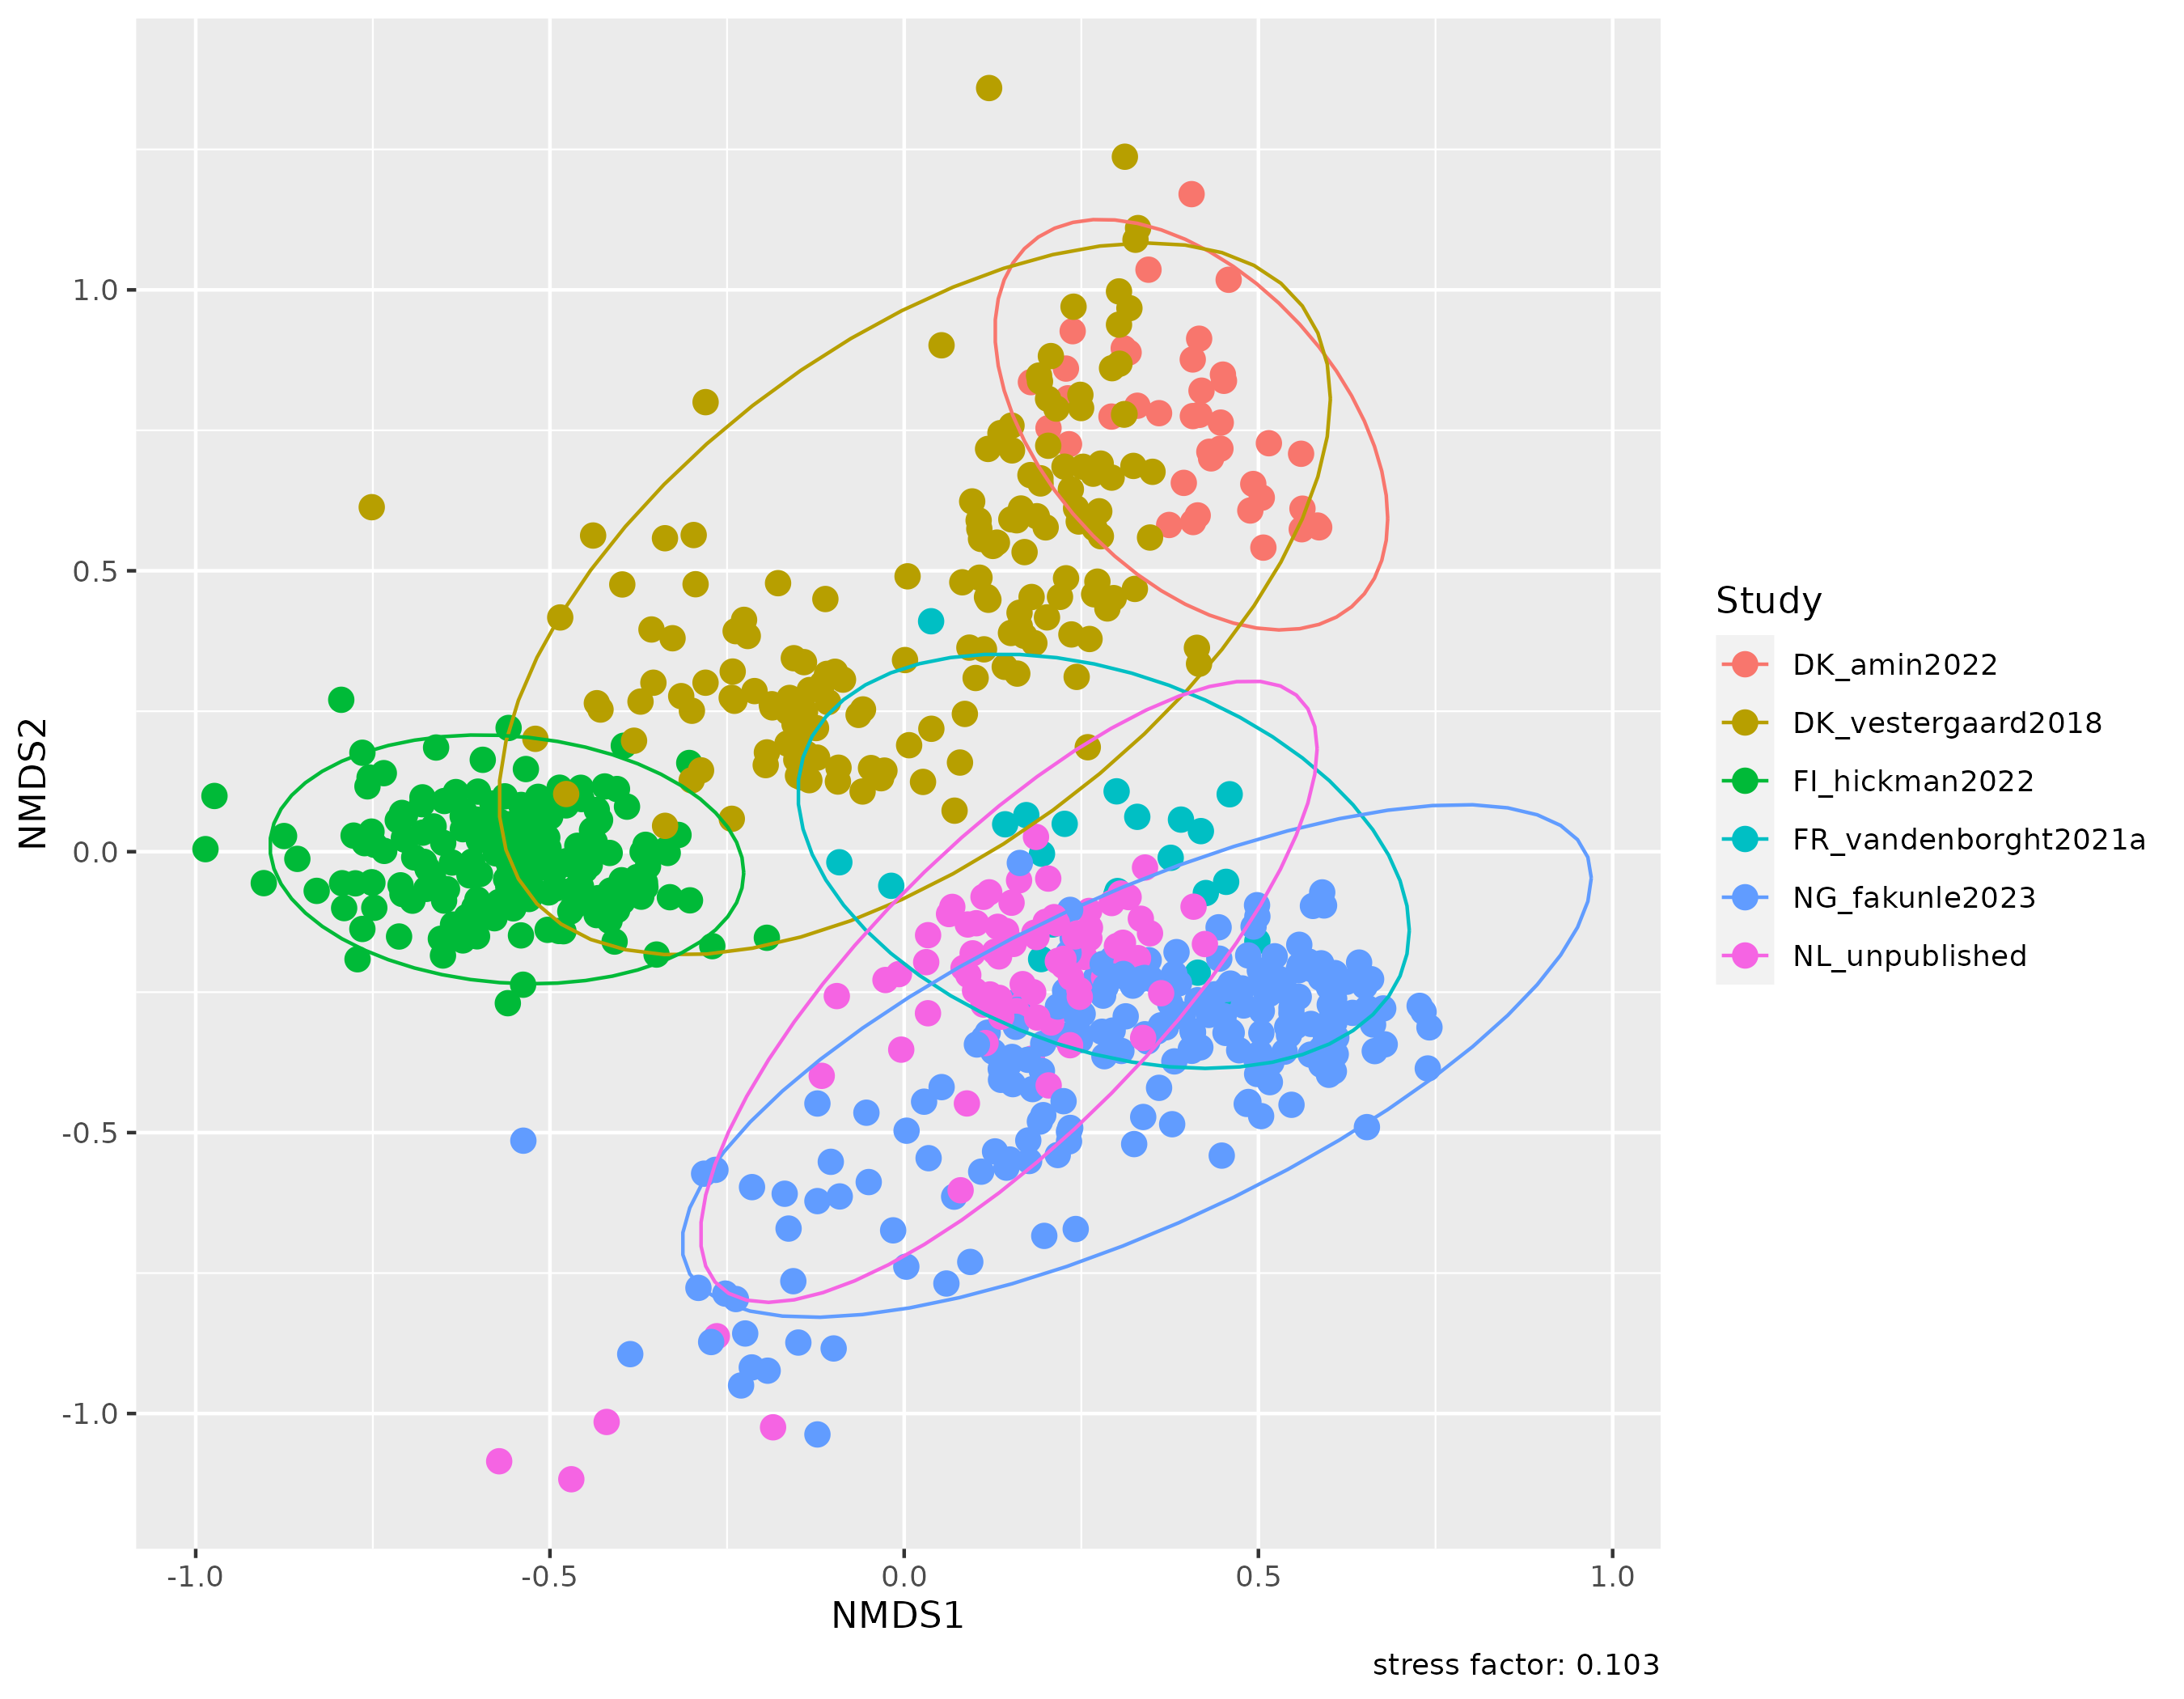 1.0
0.5
0.0
-0.5
-1.0
NMDS2
-1.0
-0.5
0.0
0.5
1.0
NMDS1
stress factor: 0.103
Study
DK_amin2022
DK_vestergaard2018
FI_hickman2022
FR_vandenborght2021a
NG_fakunle2023
NL_unpublished